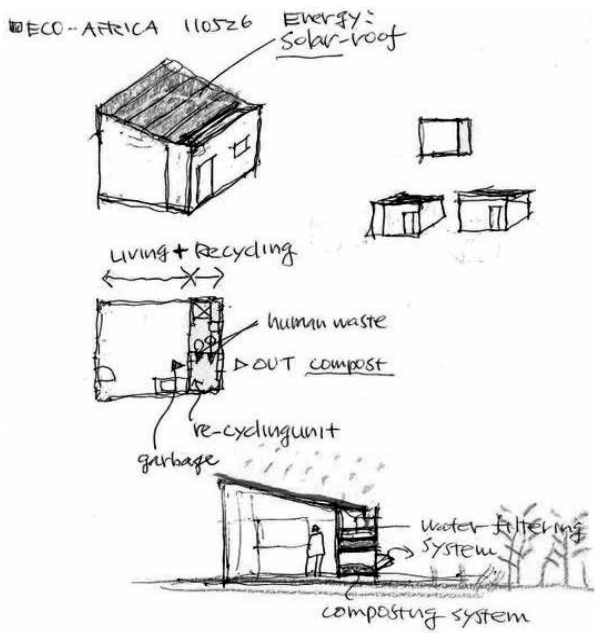 ECO-AFRICA 110526
Energy:
Solar-roof
Living + Recycling
human waste
OUT compost
re-cyclingunit
garbage
water filtering
system
composting system